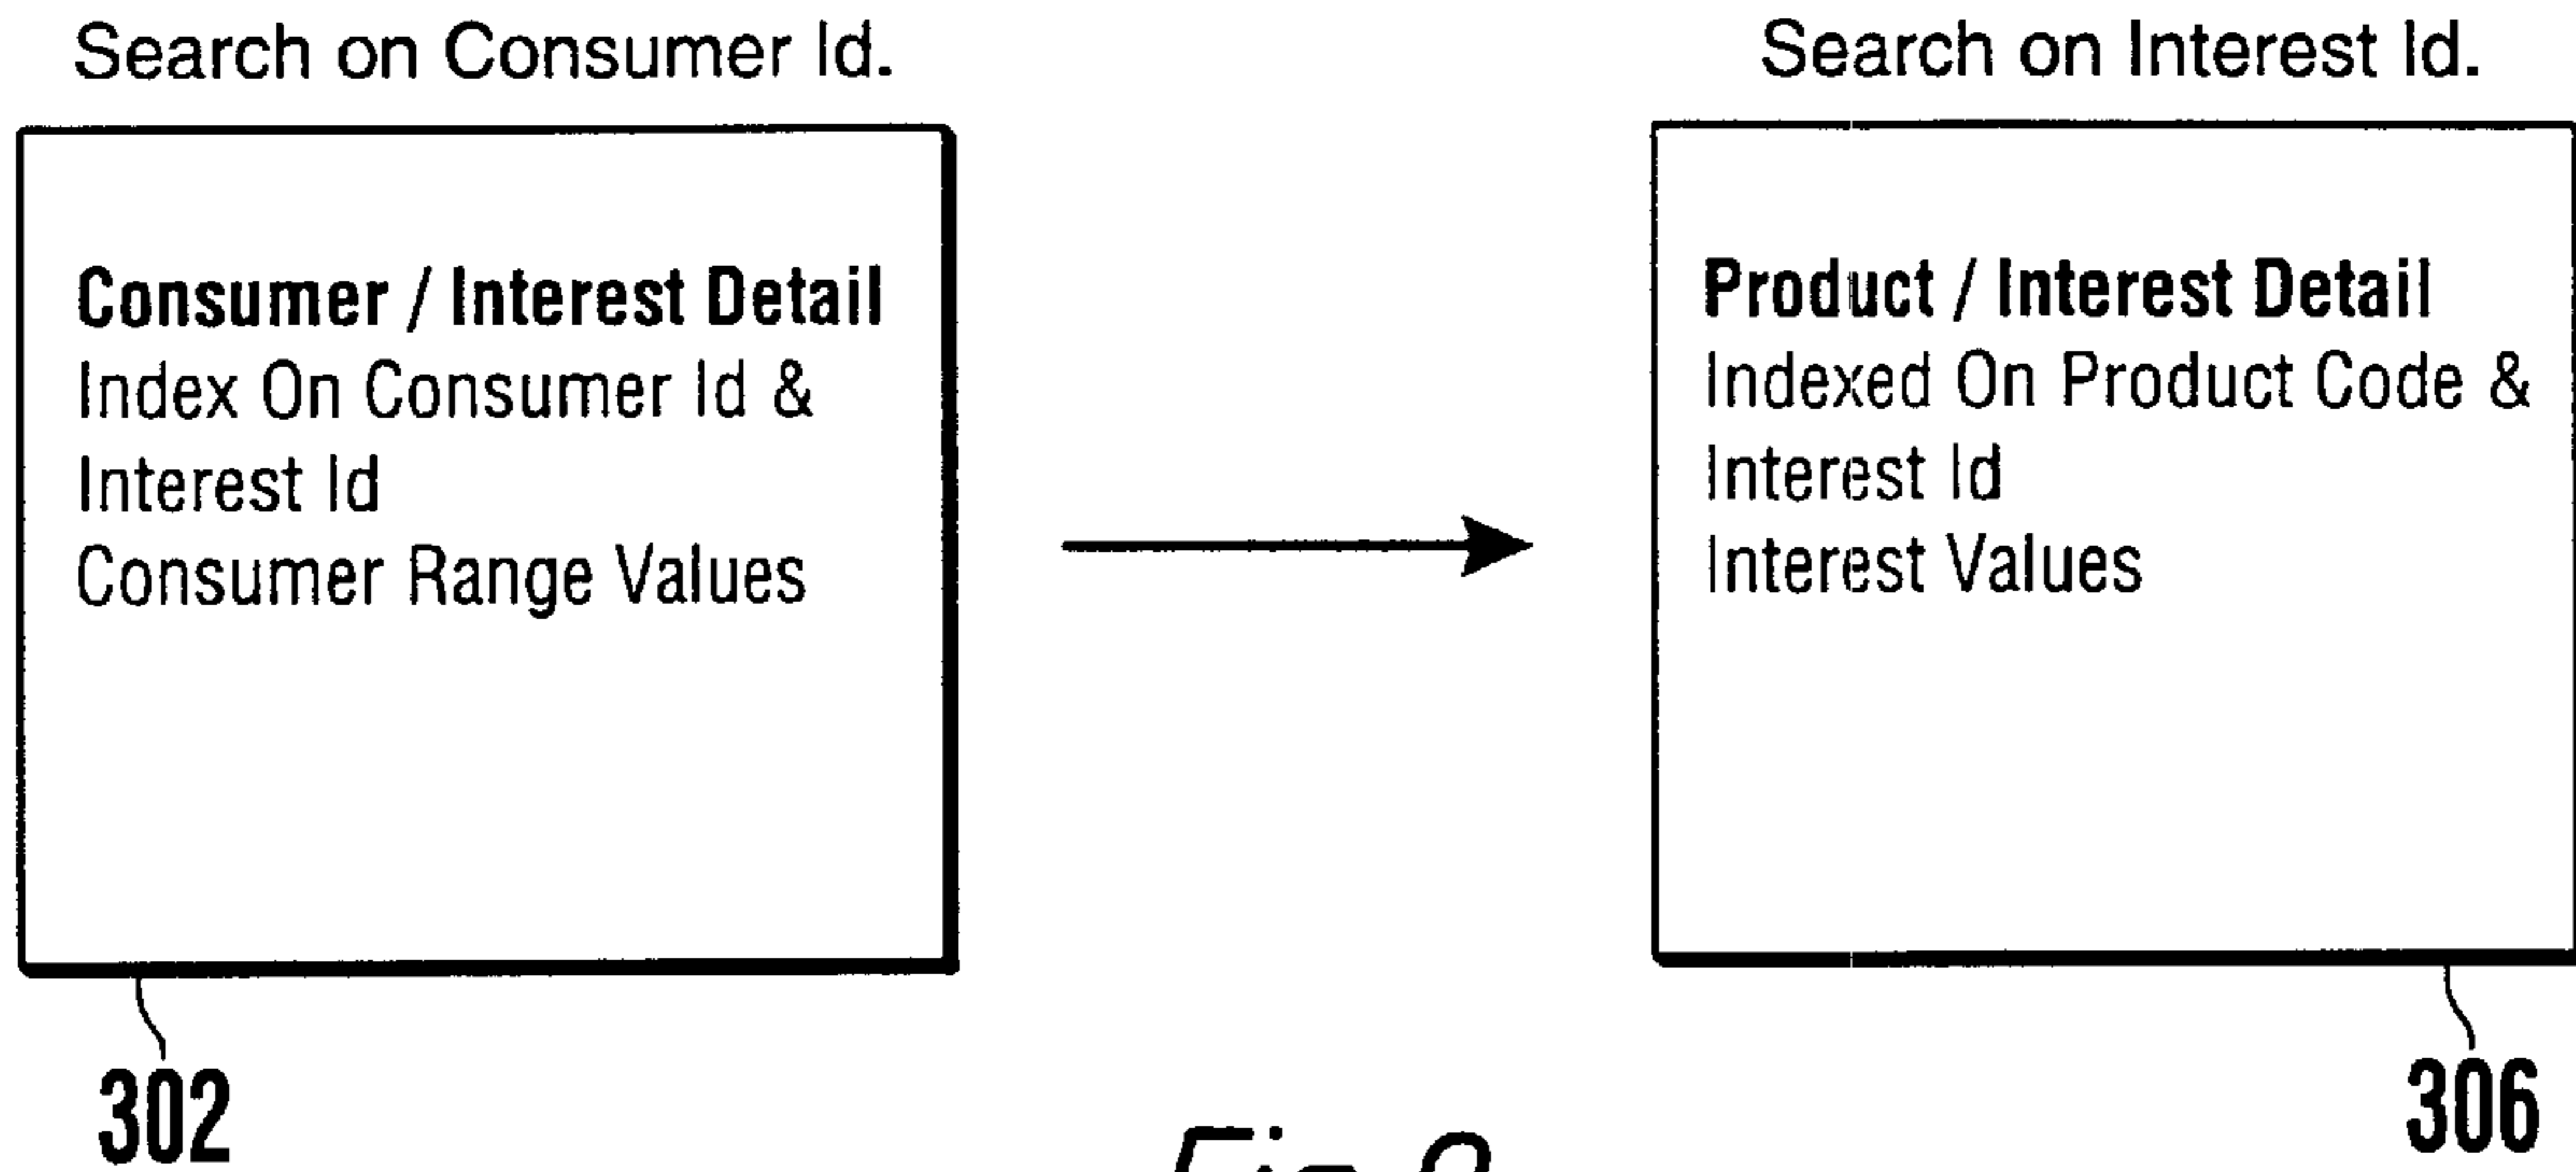 Search on Consumer Id.
Consumer / Interest Detail
Index On Consumer Id &
Interest Id
Consumer Range Values
302
Search on Interest Id.
Product / Interest Detail
Indexed On Product Code &
Interest Id
Interest Values
306